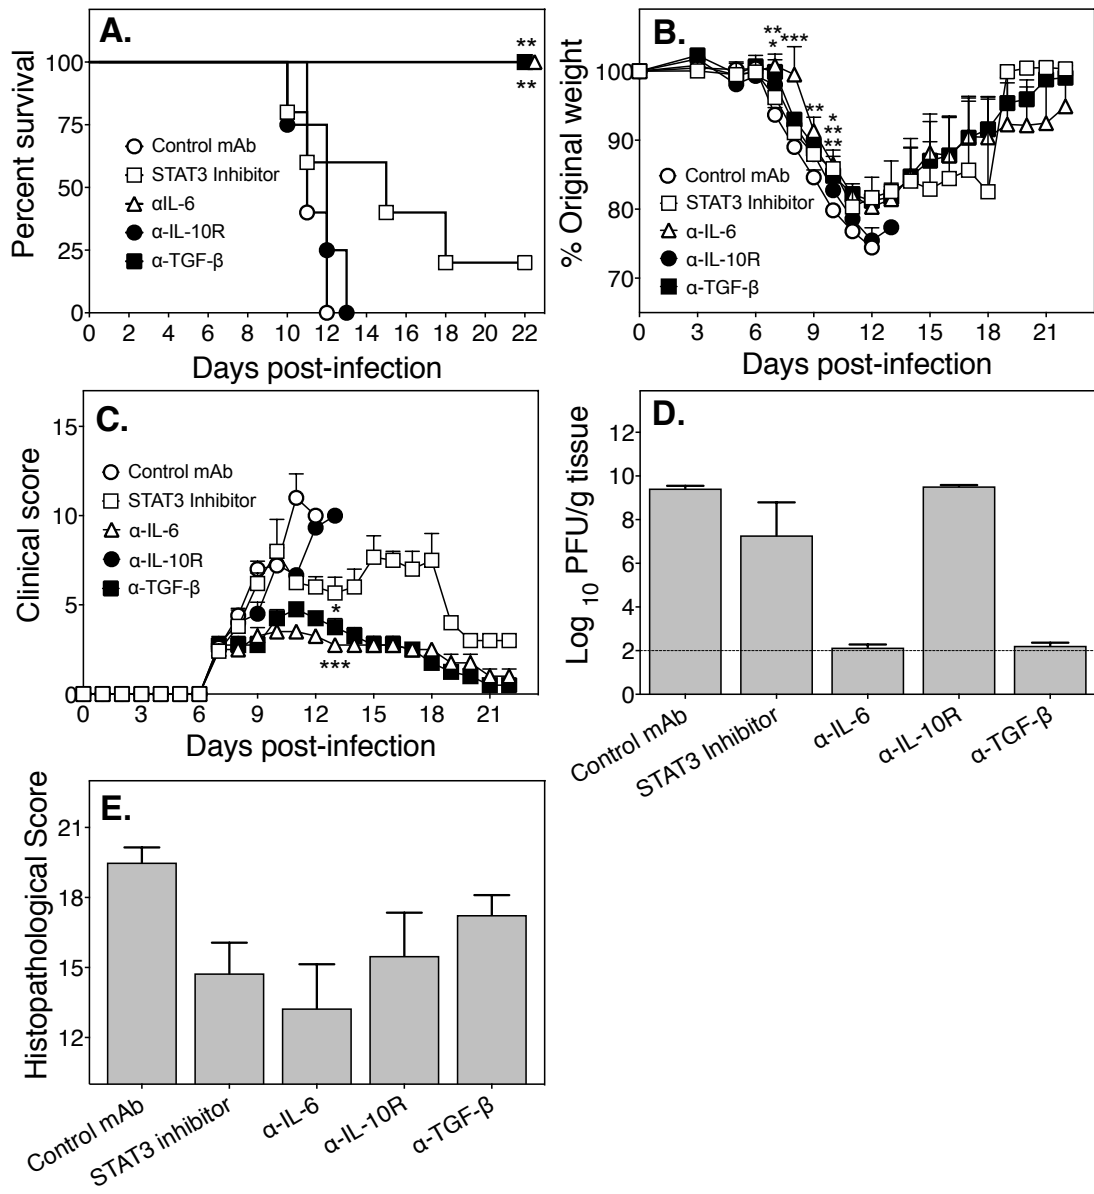 A.
Percent survival
100
75
50
25
0
** 
**
Control mAb
STAT3 Inhibitor
αIL-6
α-IL-10R
α-TGF-β
0 2 4 6 8 10 12 14 16 18 20 22
Days post-infection
B.
% Original weight
100
90
80
70
**
*
***
**
*
**
**
Control mAb
STAT3 Inhibitor
α-IL-6
α-IL-10R
α-TGF-β
0 3 6 9 12 15 18 21
Days post-infection
C.
Clinical score
15
10
5
0
Control mAb
STAT3 Inhibitor
α-IL-6
α-IL-10R
α-TGF-β
*
***
0 3 6 9 12 15 18 21
Days post-infection
D.
Log 10 PFU/g tissue
12
10
8
6
4
2
0
Control mAb
STAT3 Inhibitor
α-IL-6
α-IL-10R
α-TGF-β
E.
Histopathological Score
21
18
15
12
Control mAb
STAT3 inhibitor
α-IL-6
α-IL-10R
α-TGF-β